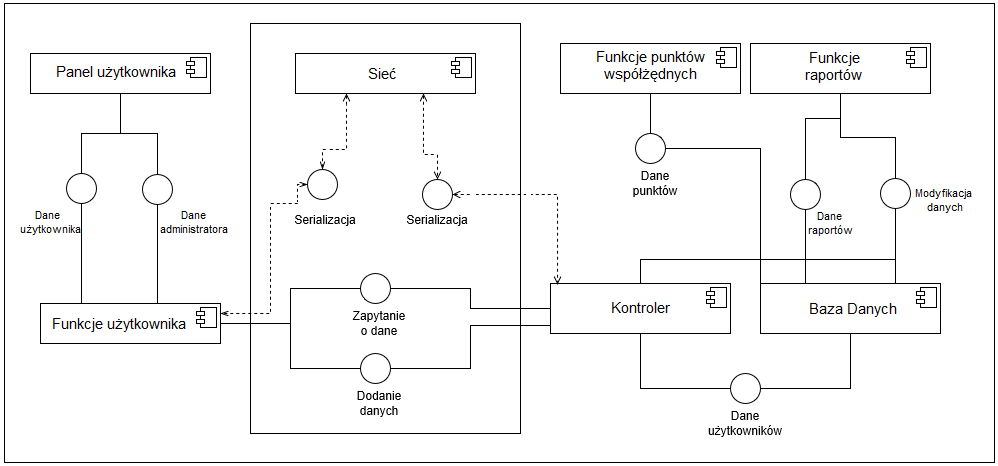 Panel użytkownika
Sieć
Funkcje punktów
współżędnych
Funkcje
raportów
Dane
punktów
Dane
użytkownika
Dane
administratora
Serializacja
Serializacja
Modyfikacja
danych
Dane
raportów
Funkcje użytkownika
Zapytanie
o dane
Kontroler
Baza Danych
Dodanie
danych
Dane
użytkowników